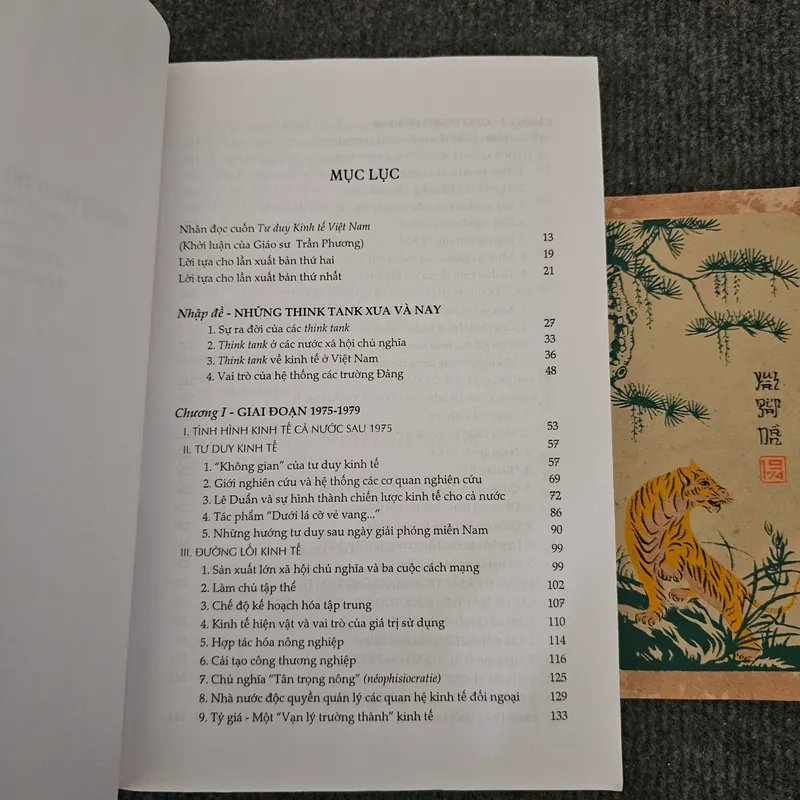 MỤC LỤC
Nhân đọc cuốn Tư duy Kinh tế Việt Nam
(Khởi luận của Giáo sư Trần Phương) 13
Lời tựa cho lần xuất bản thứ hai 19
Lời tựa cho lần xuất bản thứ nhất 21
Nhập đề - NHỮNG THINK TANK XƯA VÀ NAY
1. Sự ra đời của các think tank 27
2. Think tank ở các nước xã hội chủ nghĩa 33
3. Think tank về kinh tế ở Việt Nam 36
4. Vai trò của hệ thống các trường Đảng 48
Chương I - GIAI ĐOẠN 1975-1979
I. TÌNH HÌNH KINH TẾ CẢ NƯỚC SAU 1975 53
II. TƯ DUY KINH TẾ 57
1. “Không gian” của tư duy kinh tế 57
2. Giới nghiên cứu và hệ thống các cơ quan nghiên cứu 69
3. Lê Duẩn và sự hình thành chiến lược kinh tế cho cả nước 72
4. Tác phẩm “Dưới lá cờ vẻ vang...” 86
5. Những hướng tư duy sau ngày giải phóng miền Nam 90
III. ĐƯỜNG LỐI KINH TẾ 99
1. Sản xuất lớn xã hội chủ nghĩa và ba cuộc cách mạng 99
2. Làm chủ tập thể 102
3. Chế độ kế hoạch hóa tập trung 107
4. Kinh tế hiện vật và vai trò của giá trị sử dụng 110
5. Hợp tác hóa nông nghiệp 114
6. Cải tạo công thương nghiệp 116
7. Chủ nghĩa “Tân trọng nông” (néophisiocratie) 125
8. Nhà nước độc quyền quản lý các quan hệ kinh tế đối ngoại 129
9. Tỷ giá - Một “Vạn lý trường thành” kinh tế 133
1974